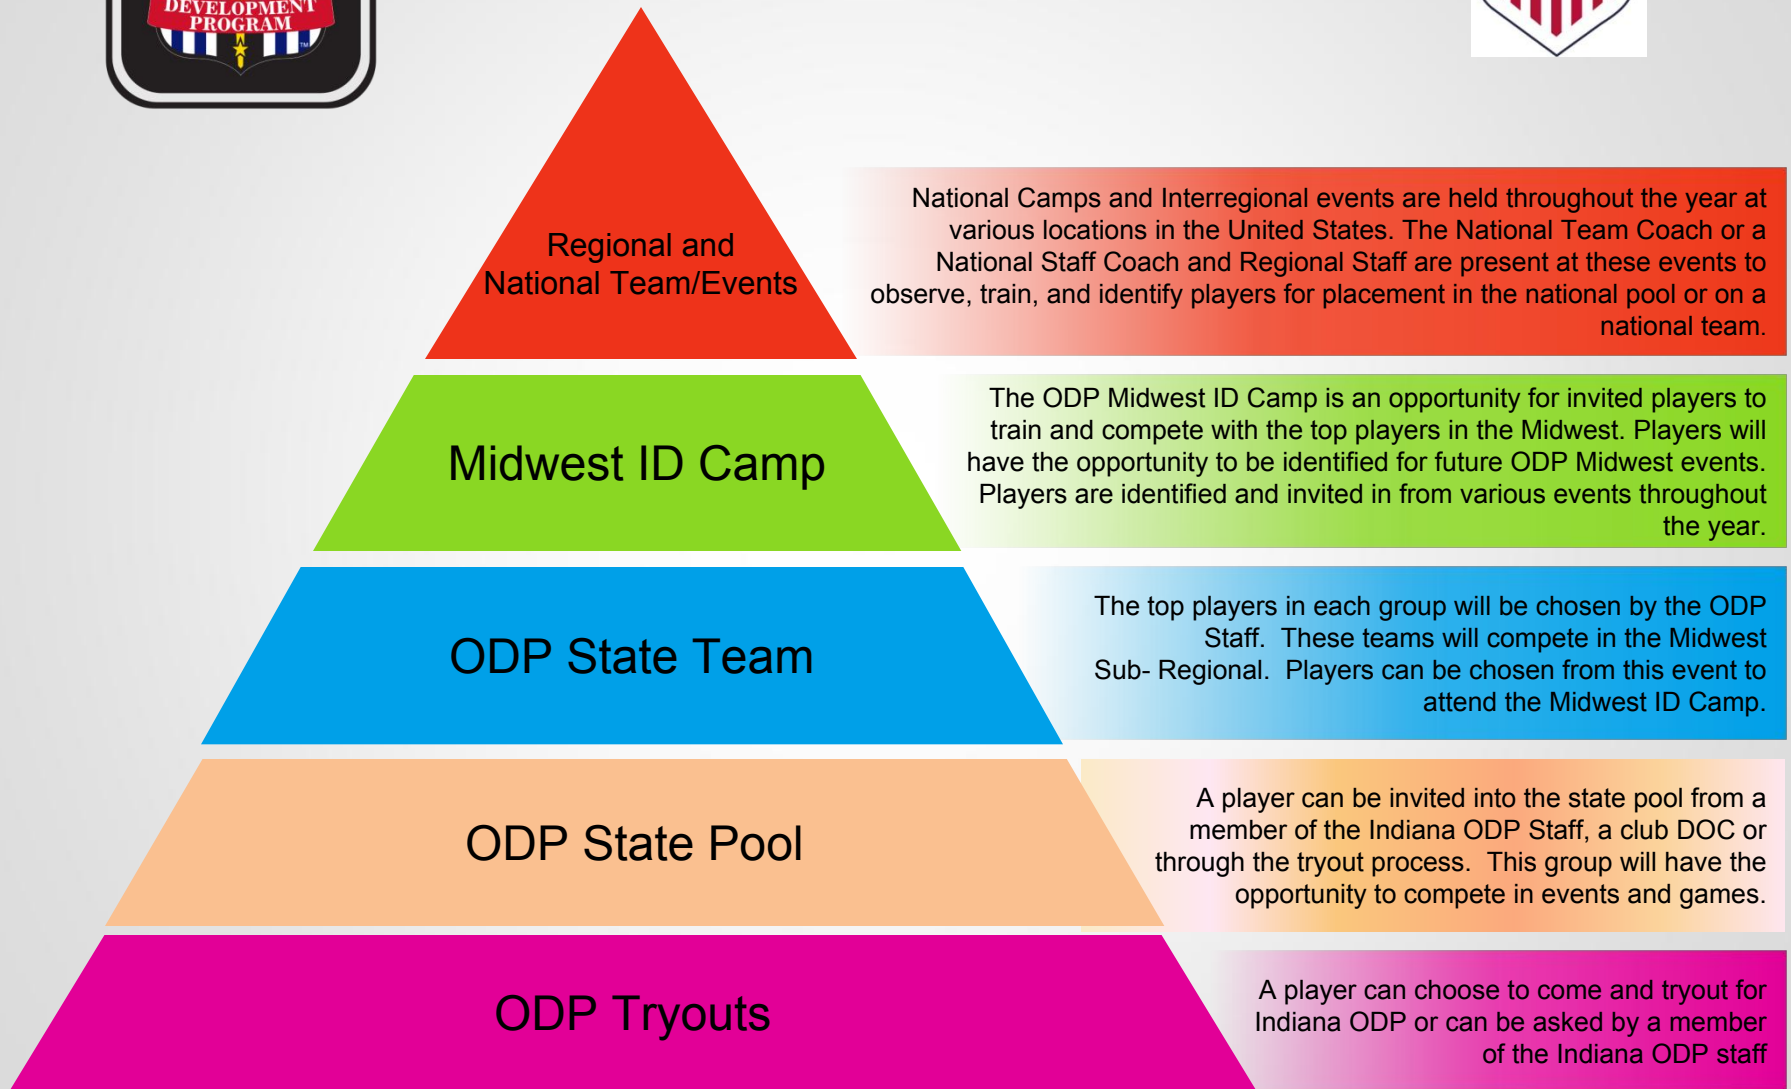 DEVELOPMENT
PROGRAM
TM
Regional and
National Team/Events
National Camps and Interregional events are held throughout the year at
various locations in the United States. The National Team Coach or a
National Staff Coach and Regional Staff are present at these events to
observe, train, and identify players for placement in the national pool or on a
national team.
Midwest ID Camp
The ODP Midwest ID Camp is an opportunity for invited players to
train and compete with the top players in the Midwest. Players will
have the opportunity to be identified for future ODP Midwest events.
Players are identified and invited in from various events throughout
the year.
ODP State Team
The top players in each group will be chosen by the ODP
Staff.  These teams will compete in the Midwest
Sub- Regional.  Players can be chosen from this event to
attend the Midwest ID Camp.
ODP State Pool
A player can be invited into the state pool from a
member of the Indiana ODP Staff, a club DOC or
through the tryout process.  This group will have the
opportunity to compete in events and games.
ODP Tryouts
A player can choose to come and tryout for
Indiana ODP or can be asked by a member
of the Indiana ODP staff